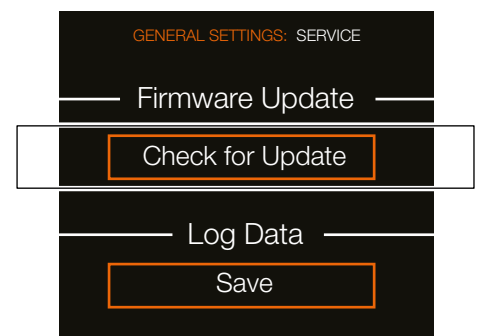 GENERAL SETTINGS: SERVICE
Firmware Update
Check for Update
Log Data
Save